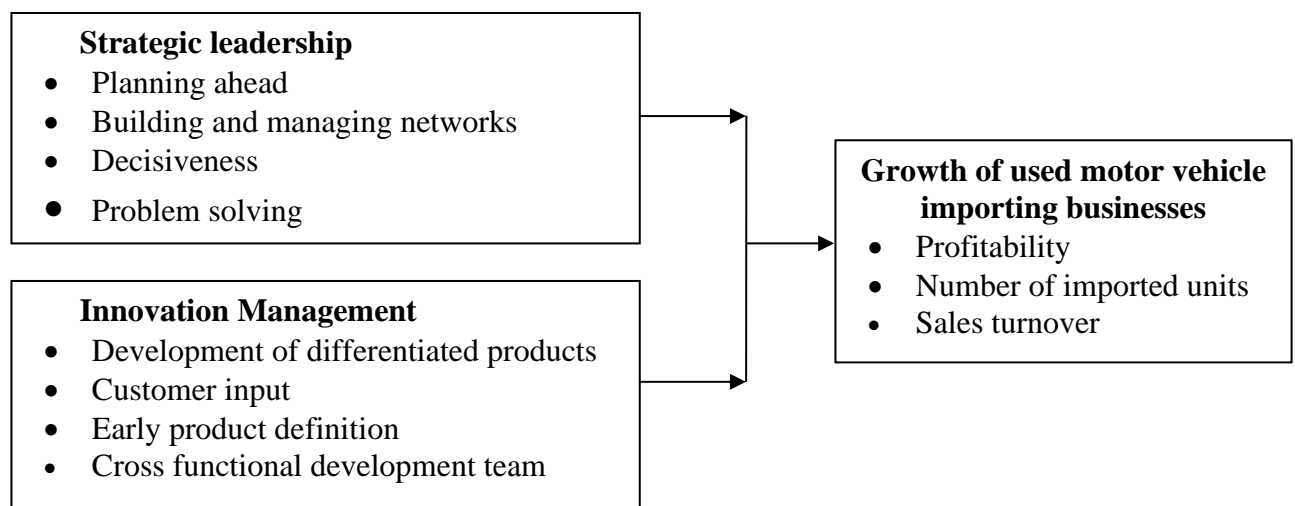 Strategic leadership
• Planning ahead
• Building and managing networks
• Decisiveness
• Problem solving
Innovation Management
• Development of differentiated products
• Customer input
• Early product definition
• Cross functional development team
Growth of used motor vehicle
importing businesses
• Profitability
• Number of imported units
• Sales turnover